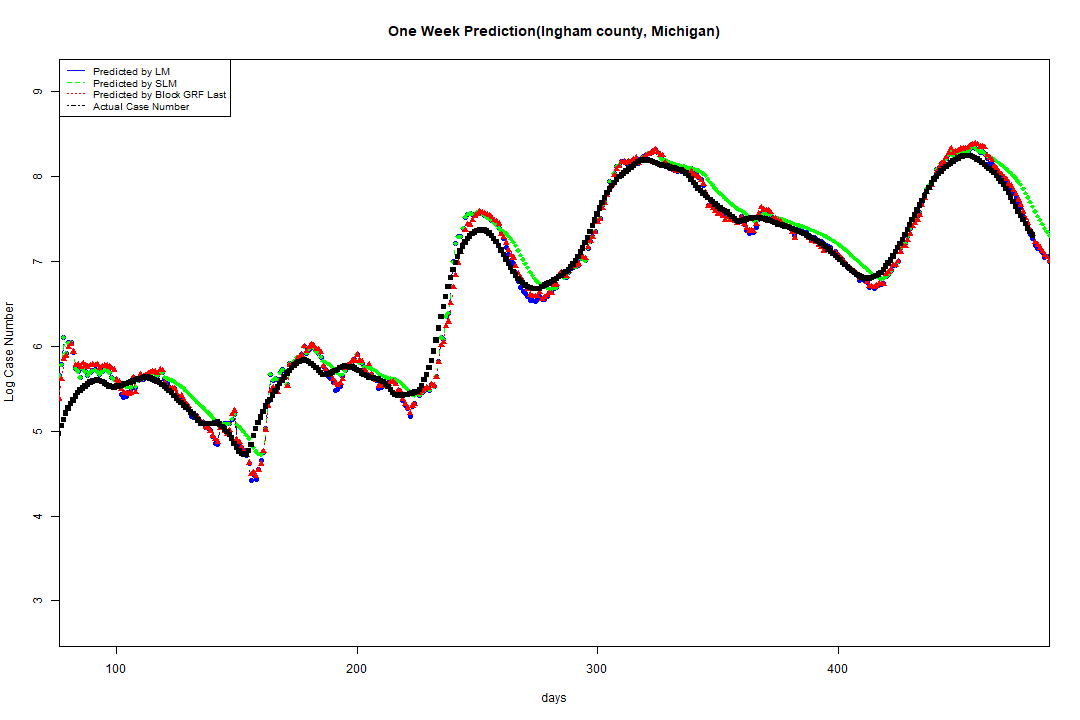 One Week Prediction(Ingham county, Michigan)
Predicted by LM
Predicted by SLM
Predicted by Block GRF Last
Actual Case Number
Log Case Number
9
8
7
6
5
4
3
100 200 300 400
days